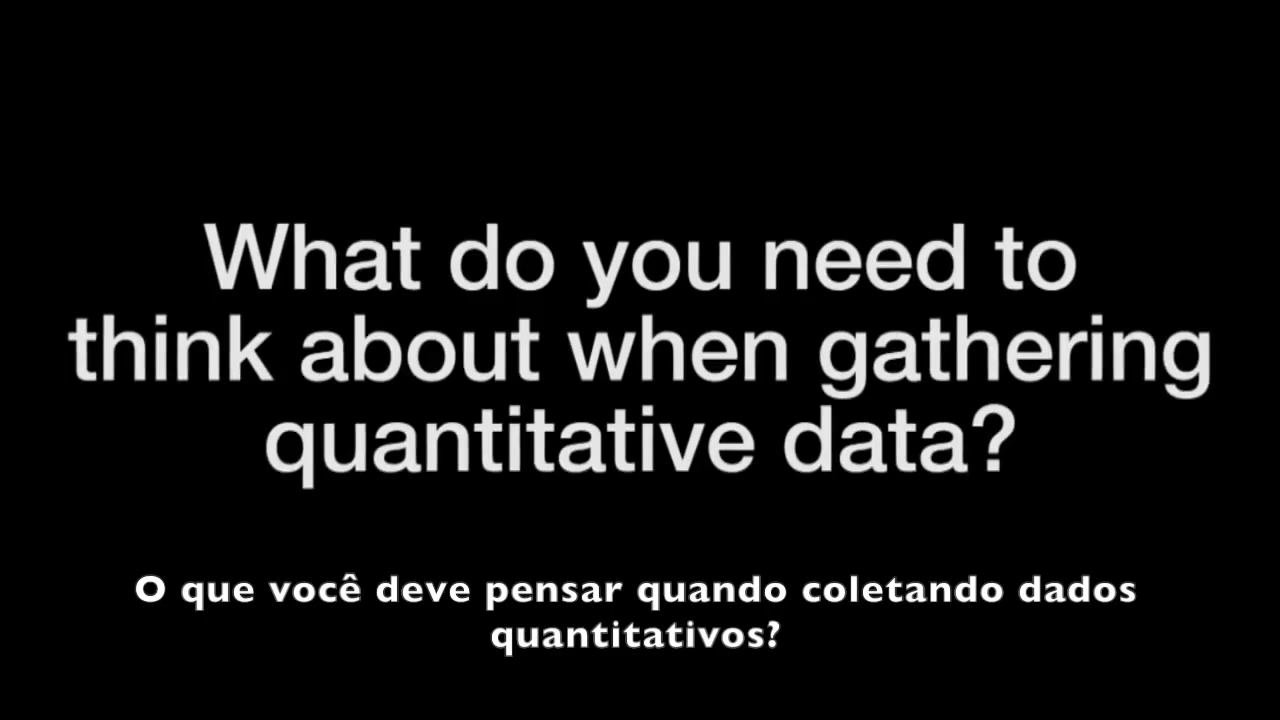 What do you need to
think about when gathering
quantitative data?
O que você deve pensar quando coletando dados
quantitativos?